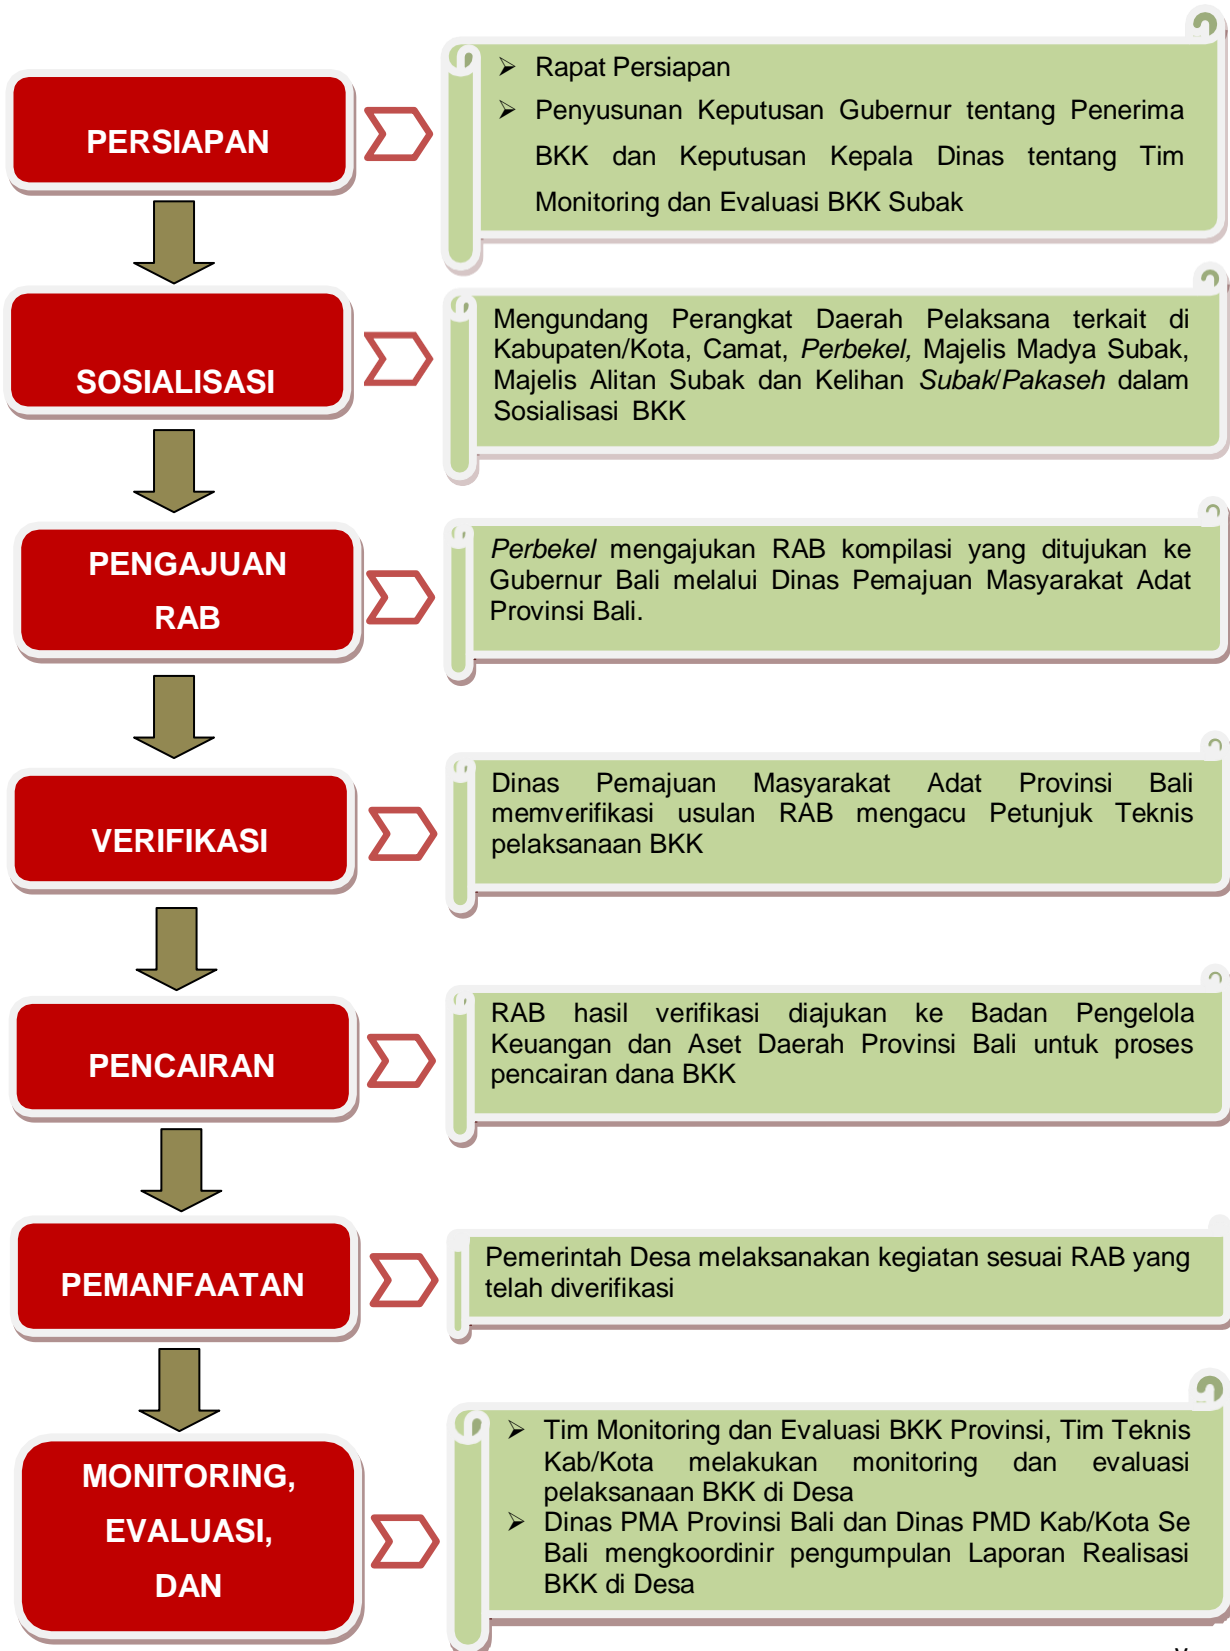 PERSIAPAN
➢ Rapat Persiapan
➢ Penyusunan Keputusan Gubernur tentang Penerima
BKK dan Keputusan Kepala Dinas tentang Tim
Monitoring dan Evaluasi BKK Subak
SOSIALISASI
Mengundang Perangkat Daerah Pelaksana terkait di
Kabupaten/Kota, Camat, Perbekel, Majelis Madya Subak,
Majelis Alitan Subak dan Kelihan Subak/Pakaseh dalam
Sosialisasi BKK
PENGAJUAN
RAB
Perbekel mengajukan RAB kompilasi yang ditujukan ke
Gubernur Bali melalui Dinas Pemajuan Masyarakat Adat
Provinsi Bali.
VERIFIKASI
Dinas Pemajuan Masyarakat Adat Provinsi Bali
memverifikasi usulan RAB mengacu Petunjuk Teknis
pelaksanaan BKK
PENCAIRAN
RAB hasil verifikasi diajukan ke Badan Pengelola
Keuangan dan Aset Daerah Provinsi Bali untuk proses
pencairan dana BKK
PEMANFAATAN
Pemerintah Desa melaksanakan kegiatan sesuai RAB yang
telah diverifikasi
MONITORING,
EVALUASI,
DAN
➢ Tim Monitoring dan Evaluasi BKK Provinsi, Tim Teknis
Kab/Kota melakukan monitoring dan evaluasi
pelaksanaan BKK di Desa
➢ Dinas PMA Provinsi Bali dan Dinas PMD Kab/Kota Se
Bali mengkoordinir pengumpulan Laporan Realisasi
BKK di Desa